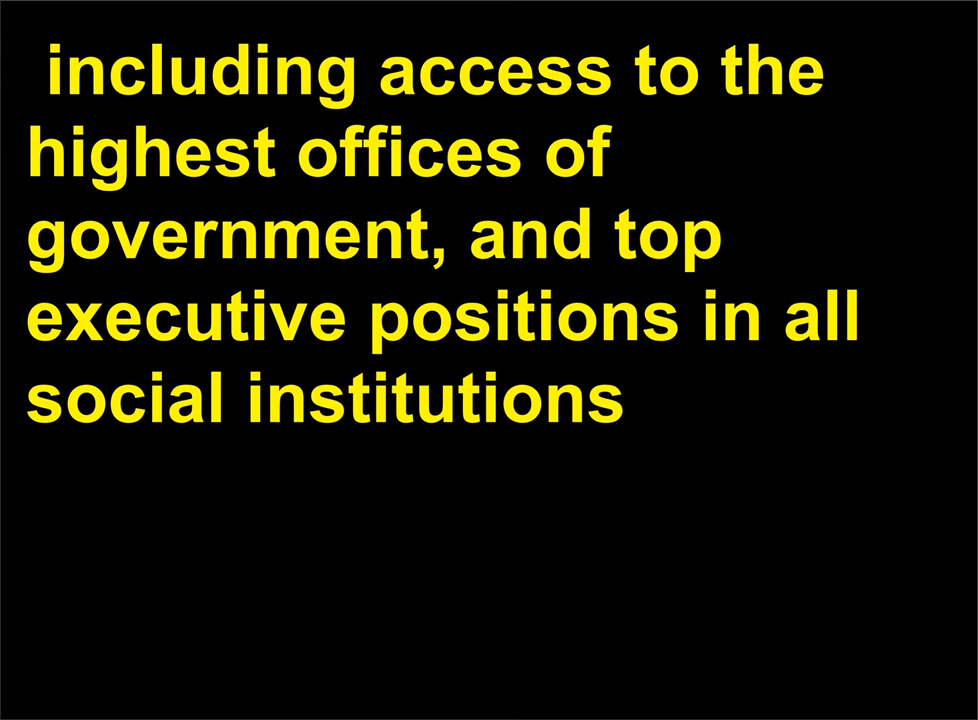 including access to the
highest offices of
government, and top
executive positions in all
social institutions